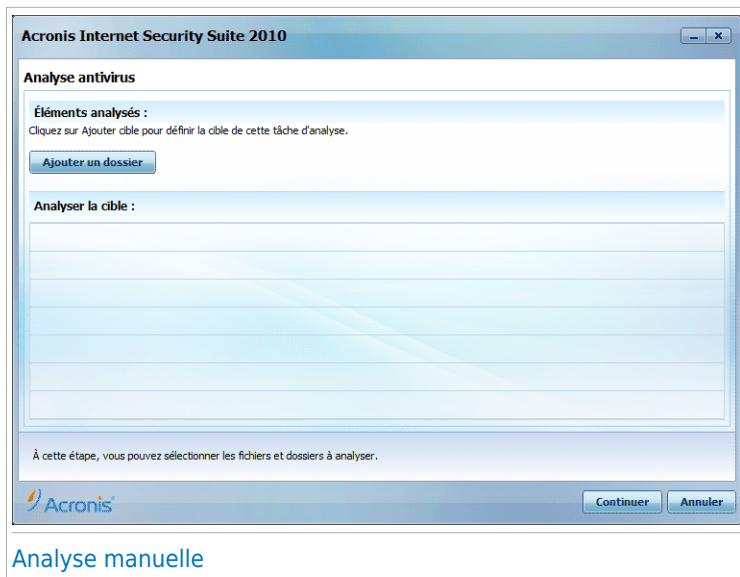 Acronis Internet Security Suite 2010
Analyse antivirus
Éléments analysés :
Cliquez sur Ajouter cible pour définir la cible de cette tâche d'analyse.
Ajouter un dossier
Analyser la cible :
À cette étape, vous pouvez sélectionner les fichiers et dossiers à analyser.
Acronis
Continuer
Annuler
Analyse manuelle